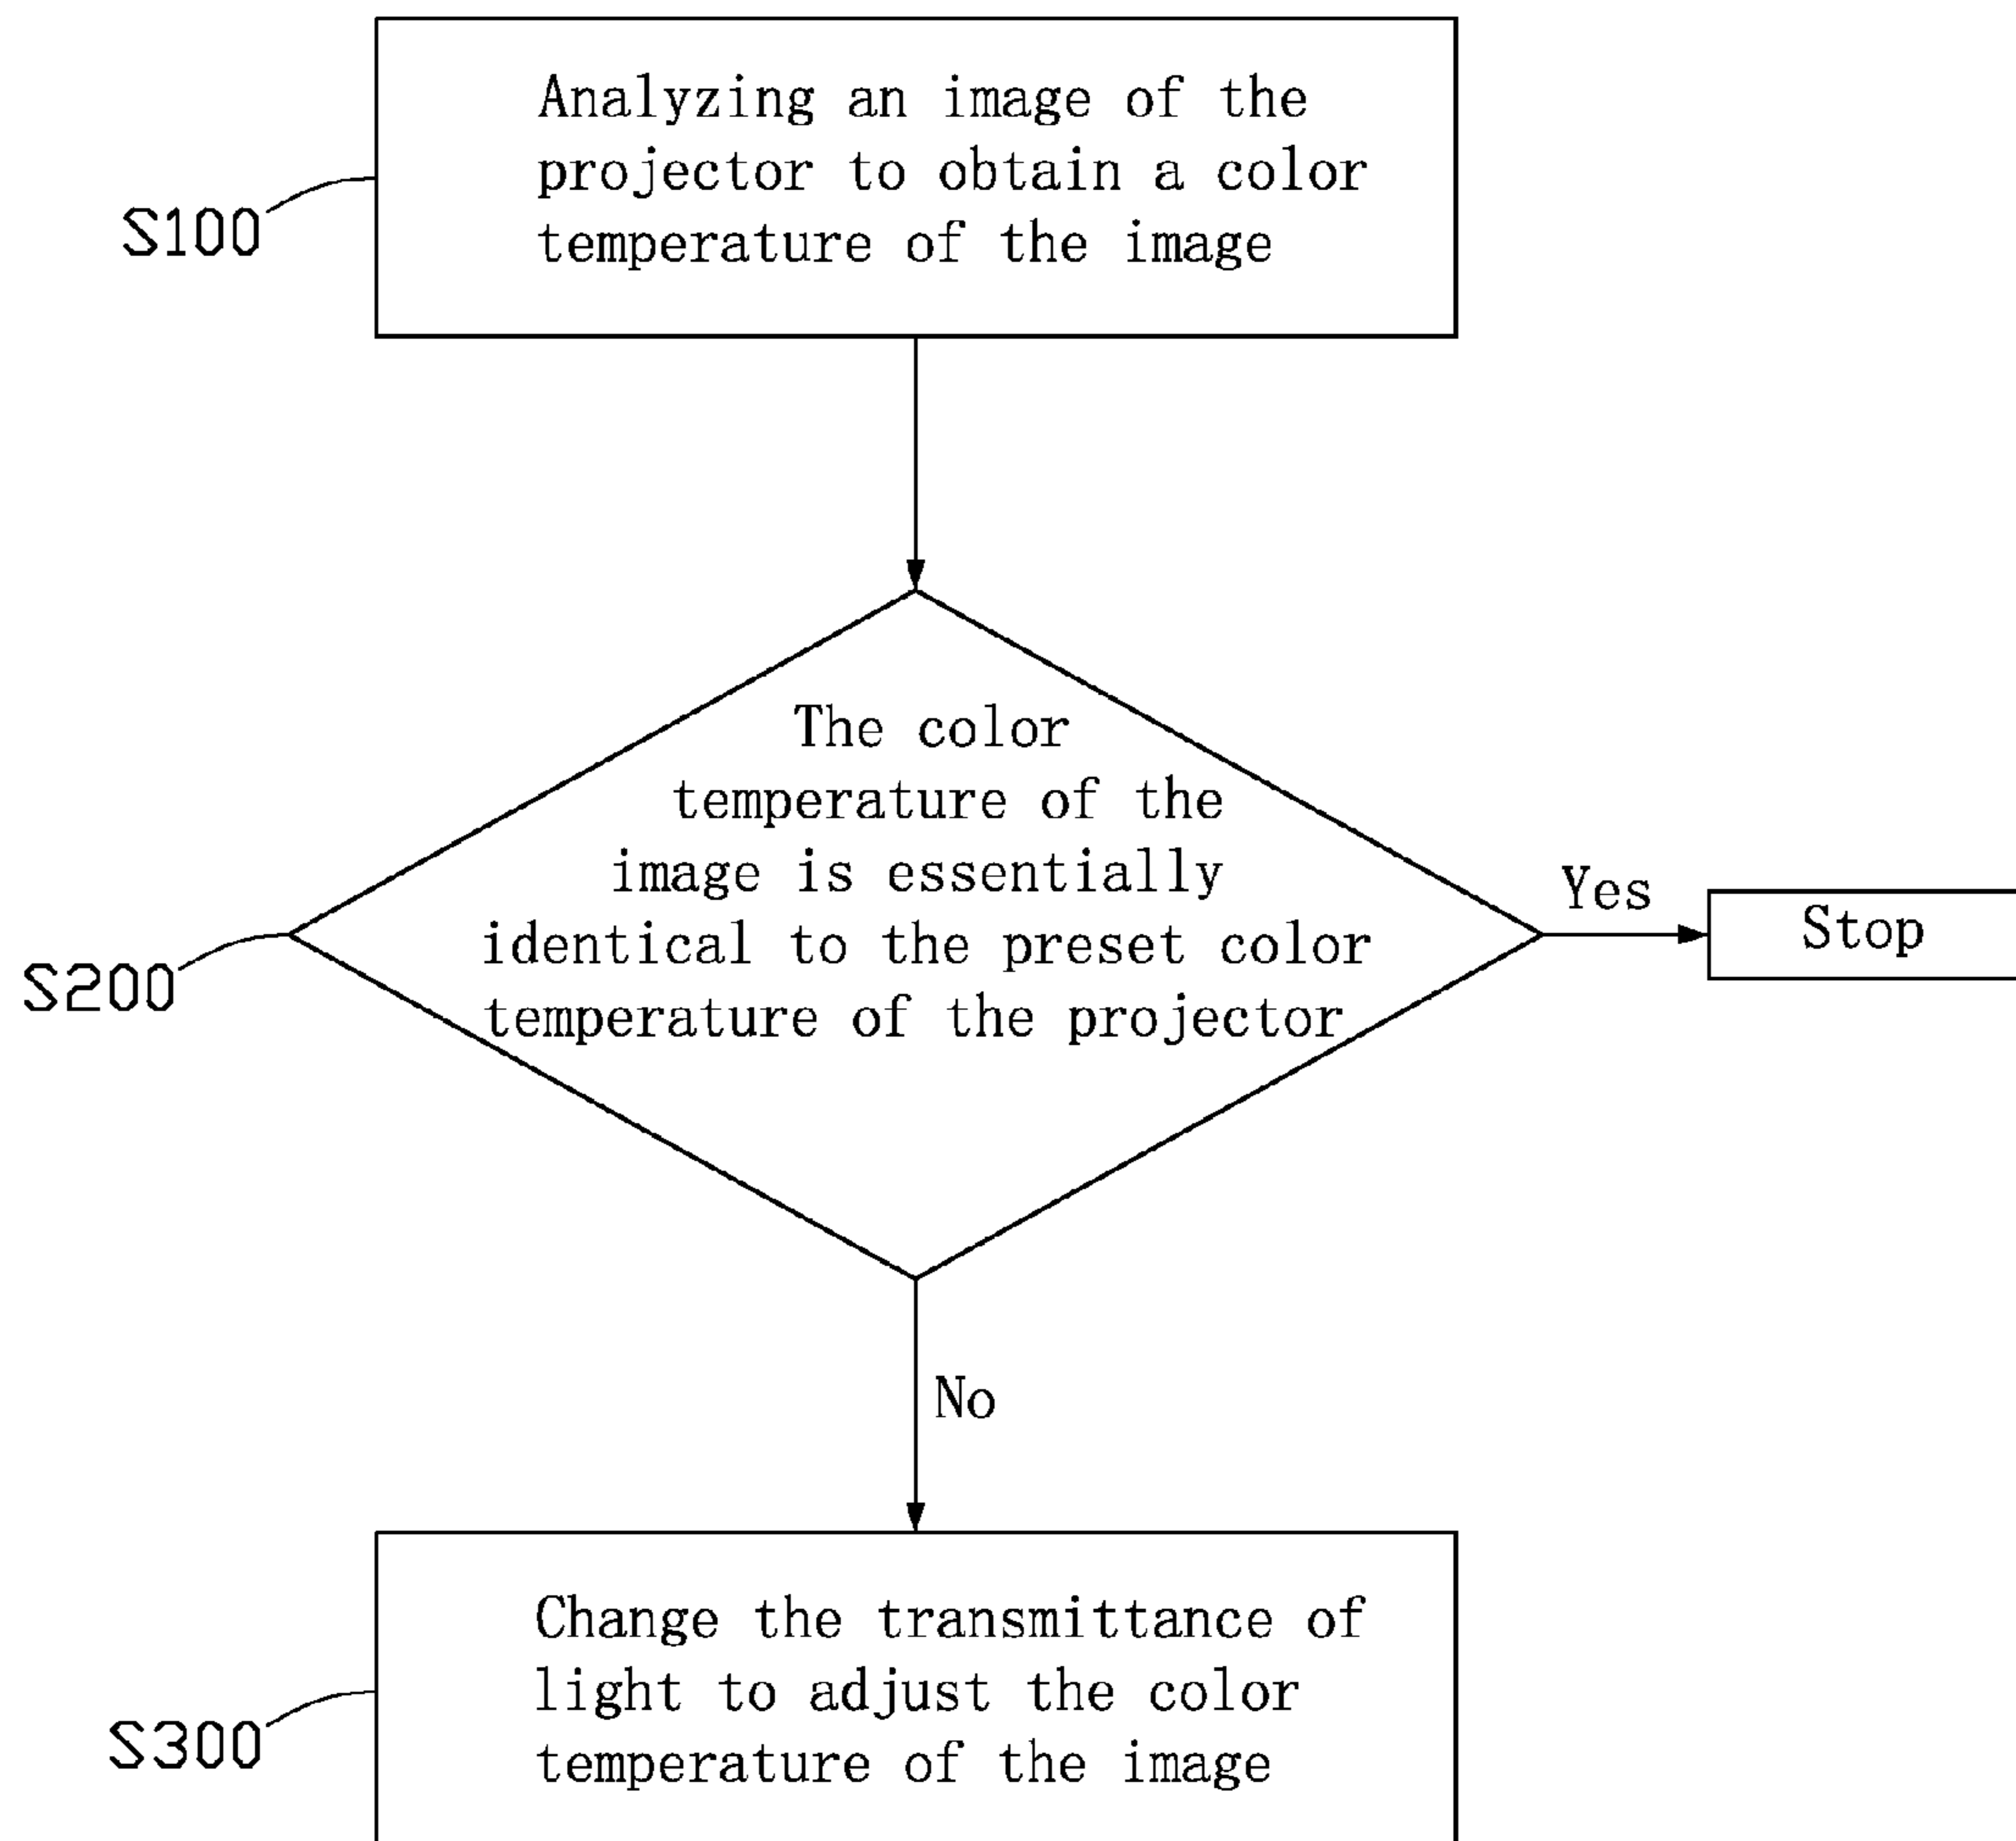 Analyzing an image of the
projector to obtain a color
temperature of the image
S100
The color
temperature of the
image is essentially
identical to the preset color
temperature of the projector
S200
Yes
Stop
No
Change the transmittance of
light to adjust the color
temperature of the image
S300